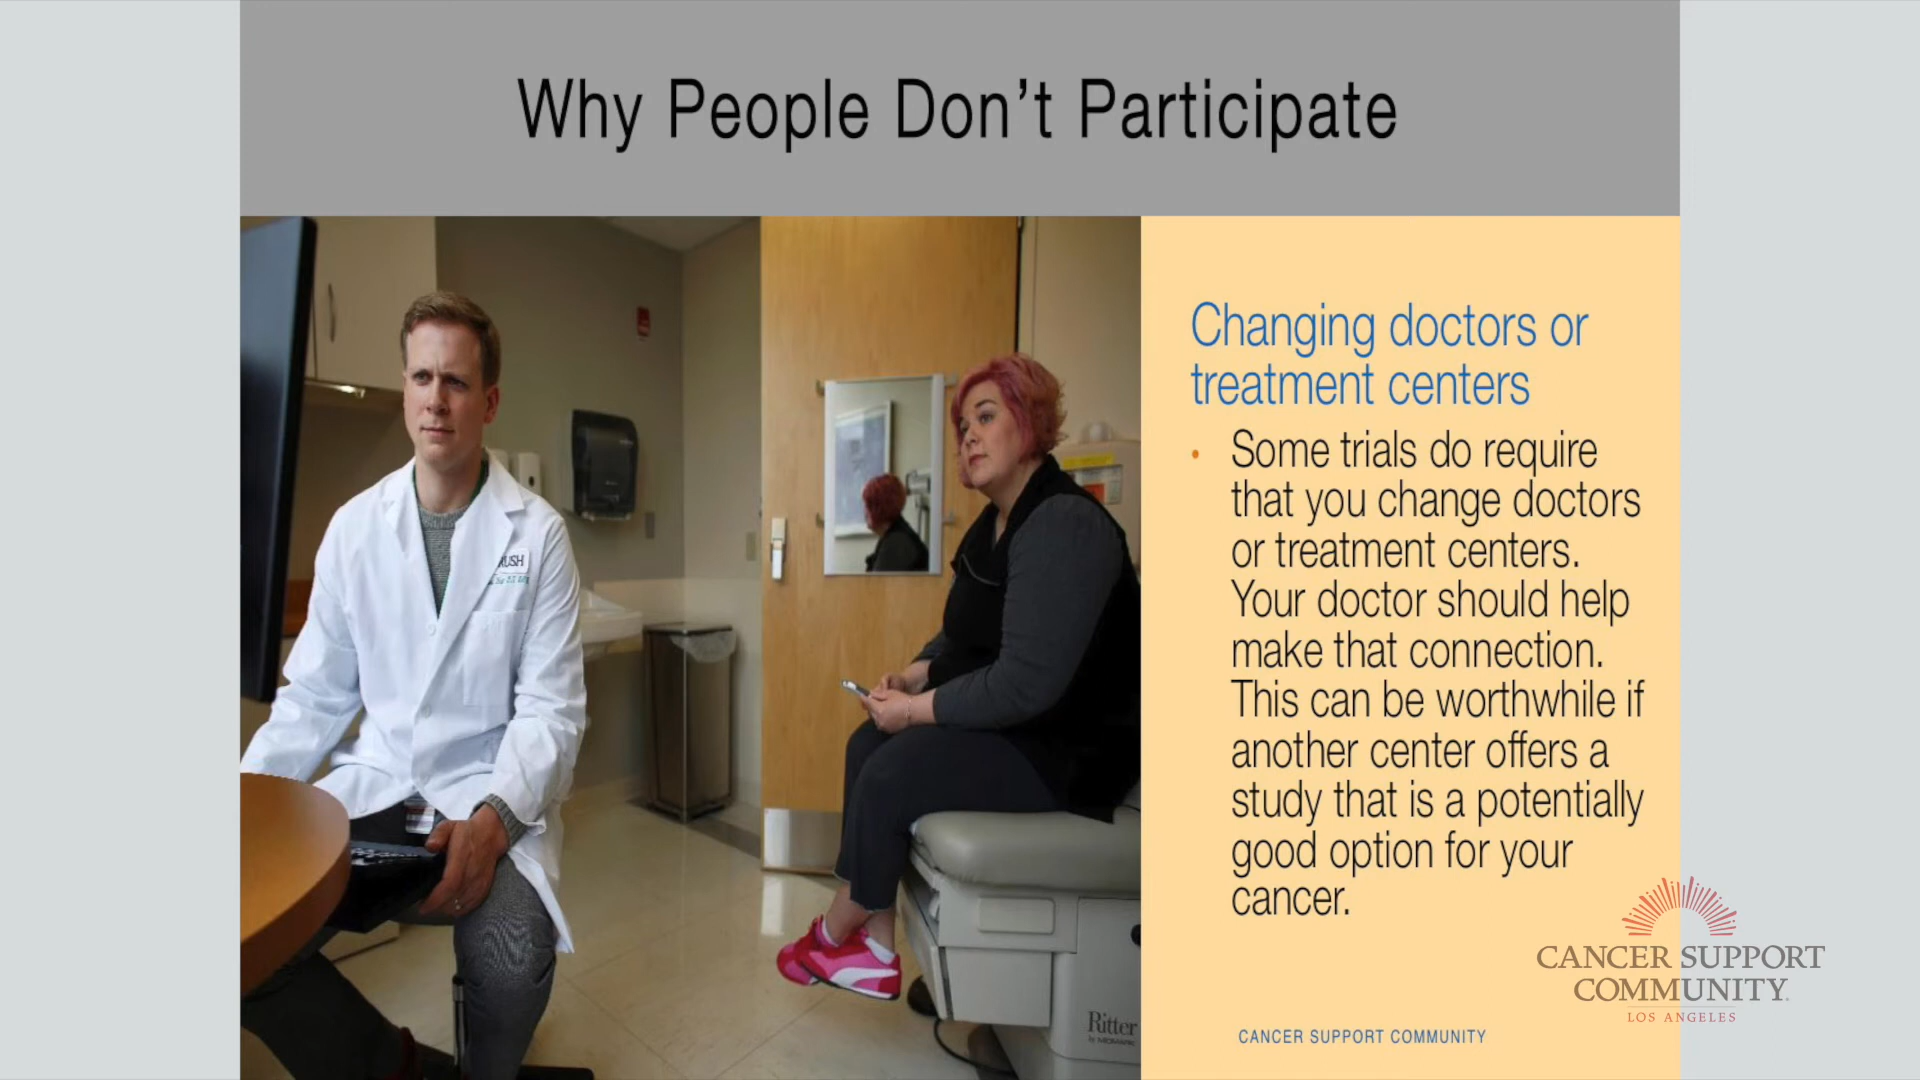 Why People Don't Participate
Changing doctors or
treatment centers
• Some trials do require
that you change doctors
or treatment centers.
Your doctor should help
make that connection.
This can be worthwhile if
another center offers a
study that is a potentially
good option for your
cancer.
CANCER SUPPORT COMMUNITY
CANCER SUPPORT
COMMUNITY
LOS ANGELES
RUSH
Ritter
by MIDMARK